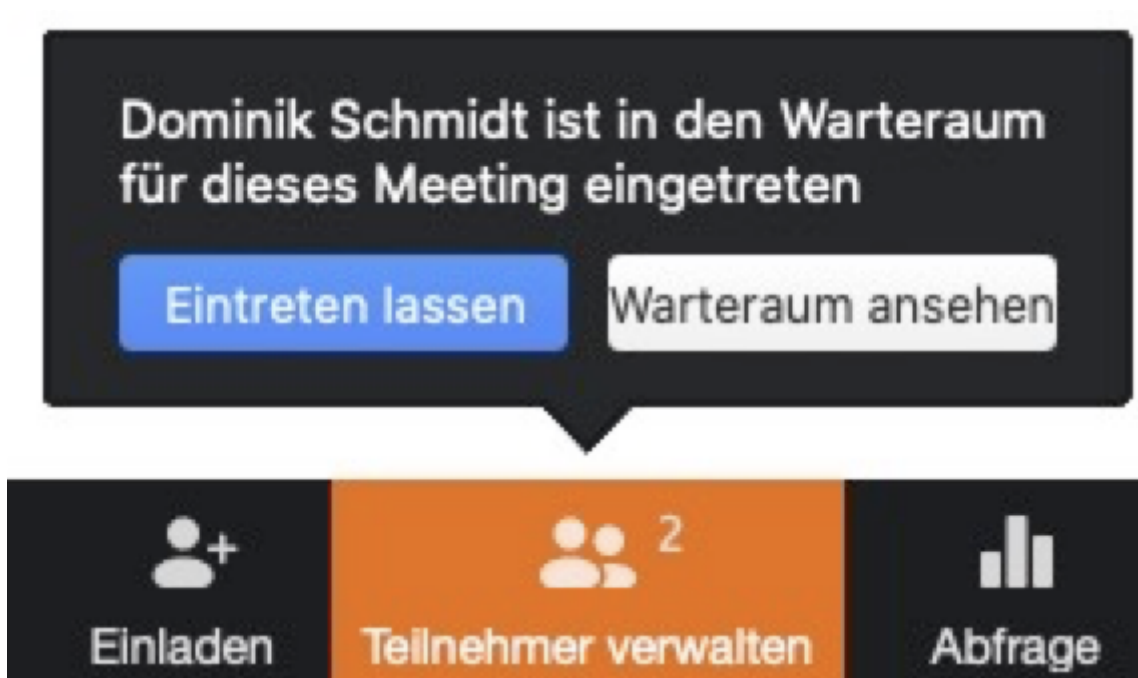 Dominik Schmidt ist in den Warteraum
für dieses Meeting eingetreten
Eintreten lassen
Warteraum ansehen
2
Einladen
Teilnehmer verwalten
Abfrage